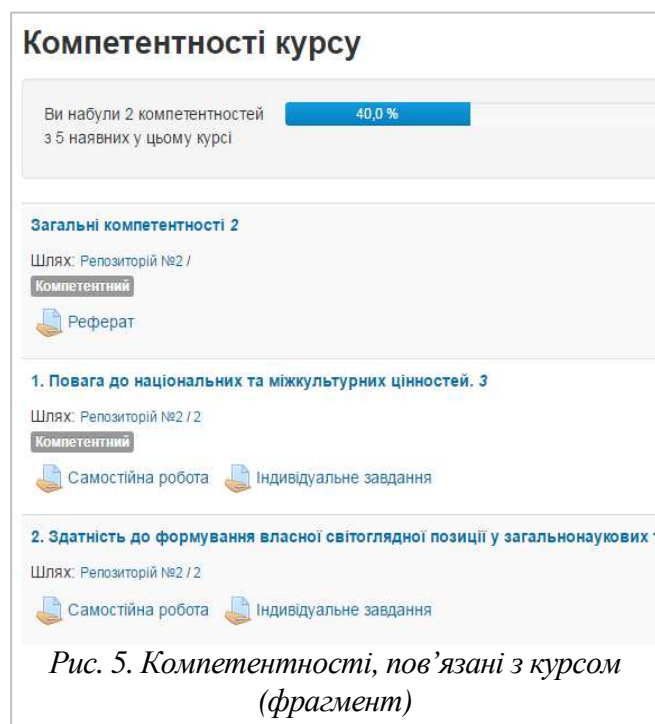 Компетентності курсу
Ви набули 2 компетентностей
з 5 наявних у цьому курсі
40,0 %
Загальні компетентності 2
Шлях: Репозиторій №2 /
Компетентний
Реферат
1. Повага до національних та міжкультурних цінностей. 3
Шлях: Репозиторій №2 / 2
Компетентний
Самостійна робота Індивідуальне завдання
2. Здатність до формування власної світоглядної позиції у загальнонаукових
Шлях: Репозиторій №2 / 2
Самостійна робота Індивідуальне завдання
Рис. 5. Компетентності, пов’язані з курсом
(фрагмент)